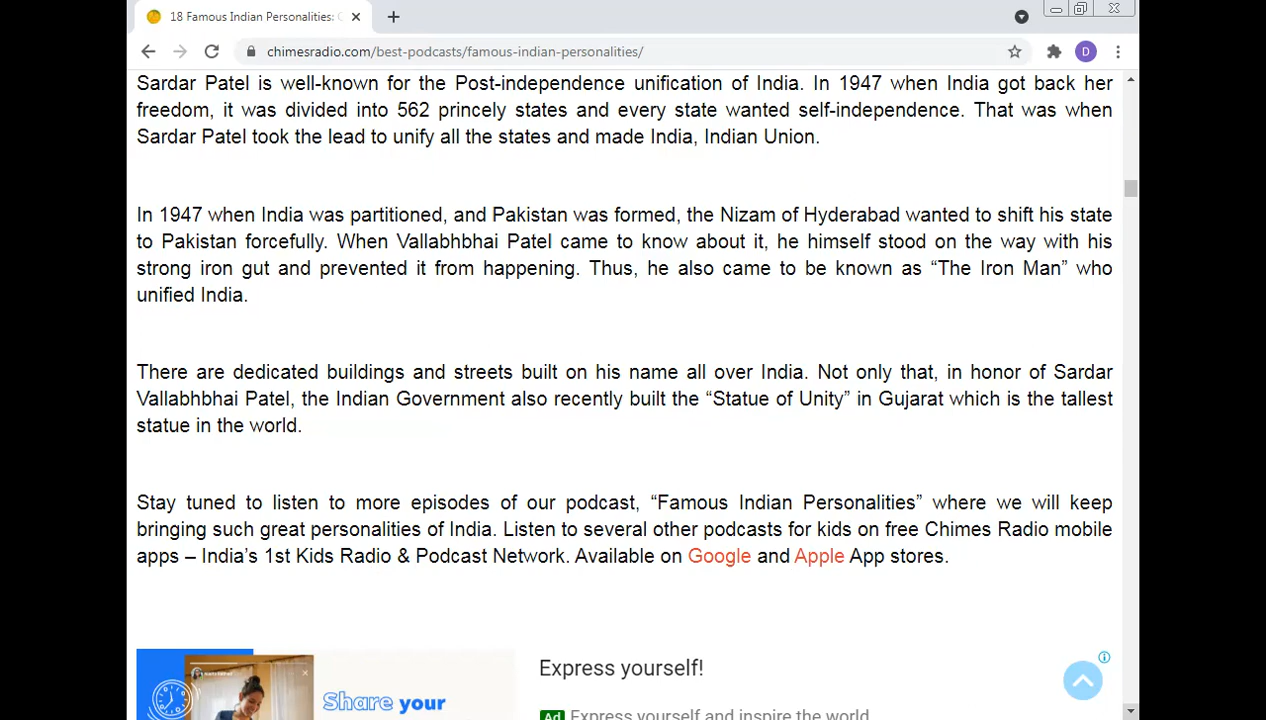 18 Famous Indian Personalities:
chimesradio.com/best-podcasts/famous-indian-personalities/
D
Sardar Patel is well-known for the Post-independence unification of India. In 1947 when India got back her
freedom, it was divided into 562 princely states and every state wanted self-independence. That was when
Sardar Patel took the lead to unify all the states and made India, Indian Union.
In 1947 when India was partitioned, and Pakistan was formed, the Nizam of Hyderabad wanted to shift his state
to Pakistan forcefully. When Vallabhbhai Patel came to know about it, he himself stood on the way with his
strong iron gut and prevented it from happening. Thus, he also came to be known as “The Iron Man” who
unified India.
There are dedicated buildings and streets built on his name all over India. Not only that, in honor of Sardar
Vallabhbhai Patel, the Indian Government also recently built the “Statue of Unity” in Gujarat which is the tallest
statue in the world.
Stay tuned to listen to more episodes of our podcast, “Famous Indian Personalities” where we will keep
bringing such great personalities of India. Listen to several other podcasts for kids on free Chimes Radio mobile
apps – India’s 1st Kids Radio & Podcast Network. Available on Google and Apple App stores.
Express yourself!
Share your
Ad Express yourself and inspire the world